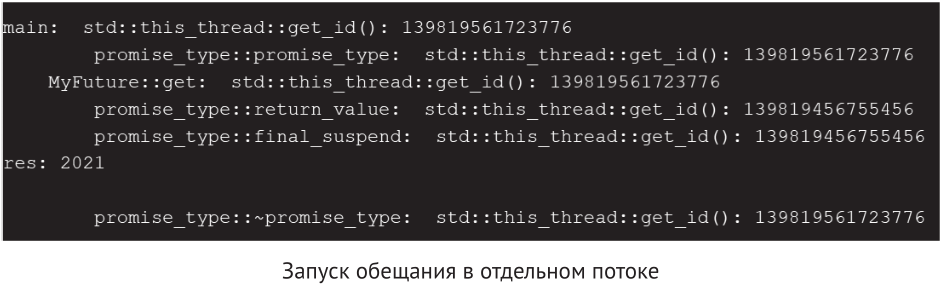 main:  std::this_thread::get_id(): 139819561723776
        promise_type::promise_type:  std::this_thread::get_id(): 139819561723776
    MyFuture::get:  std::this_thread::get_id(): 139819561723776
        promise_type::return_value:  std::this_thread::get_id(): 139819456755456
        promise_type::final_suspend:  std::this_thread::get_id(): 139819456755456
res: 2021
        promise_type::~promise_type:  std::this_thread::get_id(): 139819561723776
Запуск обещания в отдельном потоке